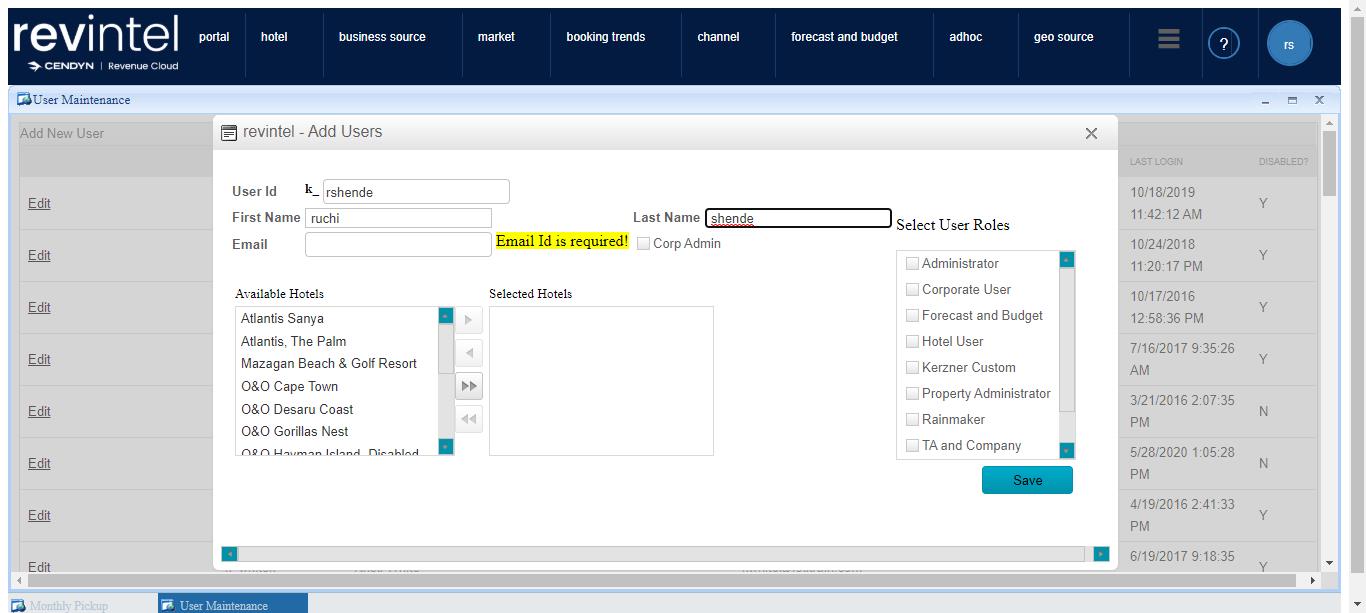 revintel
CENDYN | Revenue Cloud
portal
hotel
business source
market
booking trends
channel
forecast and budget
adhoc
geo source
?
rs
User Maintenance
Add New User
revintel - Add Users
LAST LOGIN
DISABLED?
User Id
k_
rshende
First Name
ruchi
Last Name
shende
Email
Email Id is required!
Corp Admin
Select User Roles
Administrator
Corporate User
Forecast and Budget
Hotel User
Kerzner Custom
Property Administrator
Rainmaker
TA and Company
Available Hotels
Selected Hotels
Atlantis Sanya
Atlantis, The Palm
Mazagan Beach & Golf Resort
O&O Cape Town
O&O Desaru Coast
O&O Gorillas Nest
O&O Hayman Island_Disabled
Save
Edit
10/18/2019
11:42:12 AM
Y
Edit
10/24/2018
11:20:17 PM
Y
Edit
10/17/2016
12:58:36 PM
Y
Edit
7/16/2017 9:35:26
AM
Y
Edit
3/21/2016 2:07:35
PM
N
Edit
5/28/2020 1:05:28
PM
N
Edit
4/19/2016 2:41:33
PM
Y
Edit
6/19/2017 9:18:35
Y
Monthly Pickup
User Maintenance